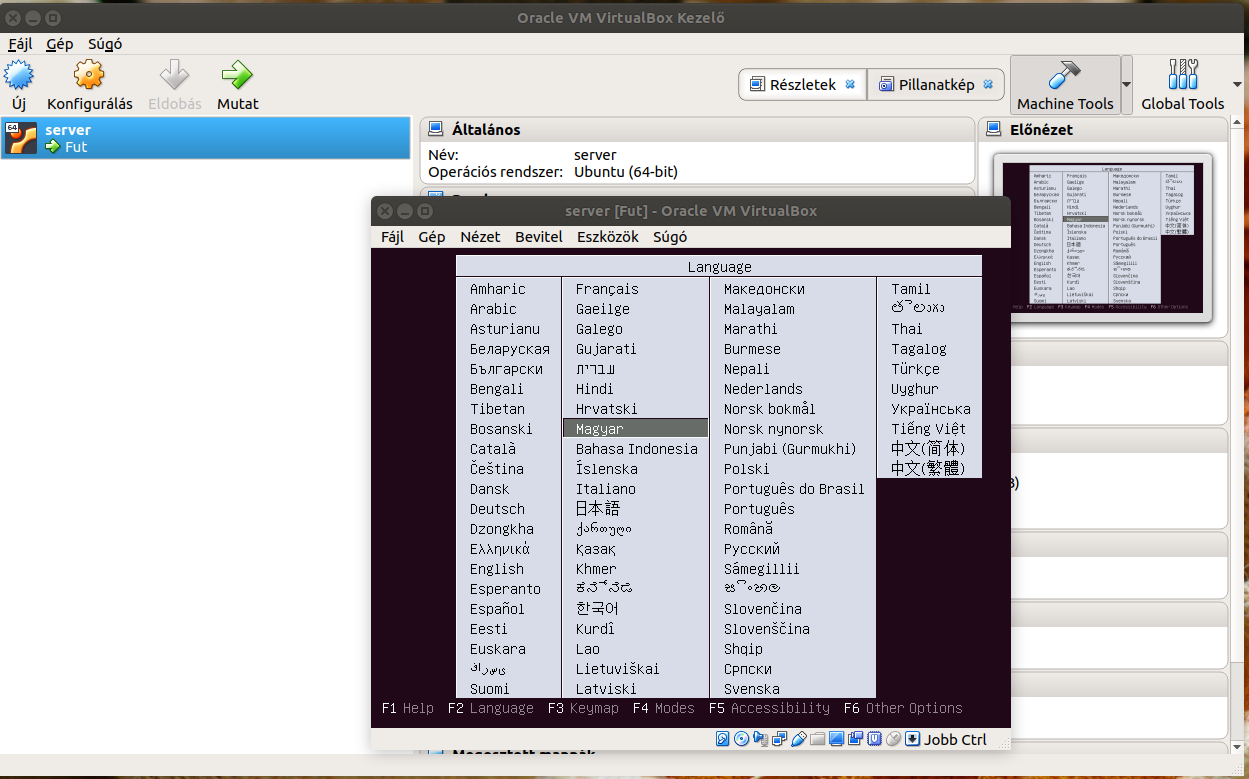 Oracle VM VirtualBox Kezelő
Fájl Gép Súgó
Új Konfigurálás Eldobás Mutat
Részletek Pillanatkép
Machine Tools Global Tools
64 server
Fut
Általános
Név: server
Operációs rendszer: Ubuntu (64-bit)
Előnézet
server [Fut] - Oracle VM VirtualBox
Fájl Gép Nézet Bevitel Eszközök Súgó
Language
Amharic
Arabic
Asturianu
Беларуская
Български
Bengali
Tibetan
Bosanski
Català
Čeština
Dansk
Deutsch
Dzongkha
Ελληνικά
English
Esperanto
Español
Eesti
Euskara
فارسی
Suomi
Français
Gaeilge
Galego
Gujarati
עברית
Hindi
Hrvatski
Magyar
Bahasa Indonesia
Íslenska
Italiano
日本語
ქართული
Қазақ
Khmer
한국어
Kurdî
Lao
Lietuviškai
Latviski
Македонски
Malayalam
Marathi
Burmese
Nepali
Nederlands
Norsk bokmål
Norsk nynorsk
Punjabi (Gurmukhi)
Polski
Português do Brasil
Português
Română
Русский
Sámegillii
Slovenčina
Slovenščina
Shqip
Српски
Svenska
Tamil
Thai
Tagalog
Türkçe
Uyghur
Українська
Tiếng Việt
中文(简体)
中文(繁體)
F1 Help F2 Language F3 Keymap F4 Modes F5 Accessibility F6 Other Options
Jobb Ctrl